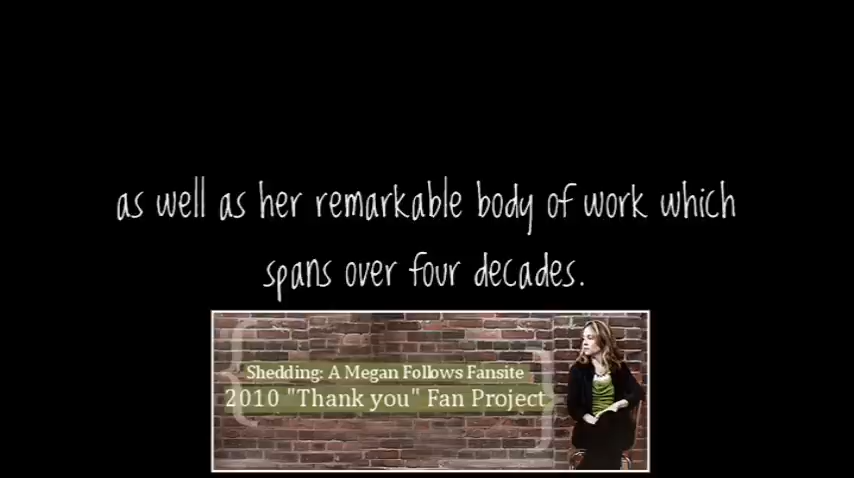 as well as her remarkable body of work which
spans over four decades.
Shedding: A Megan Follows Fansite
2010 "Thank you" Fan Project